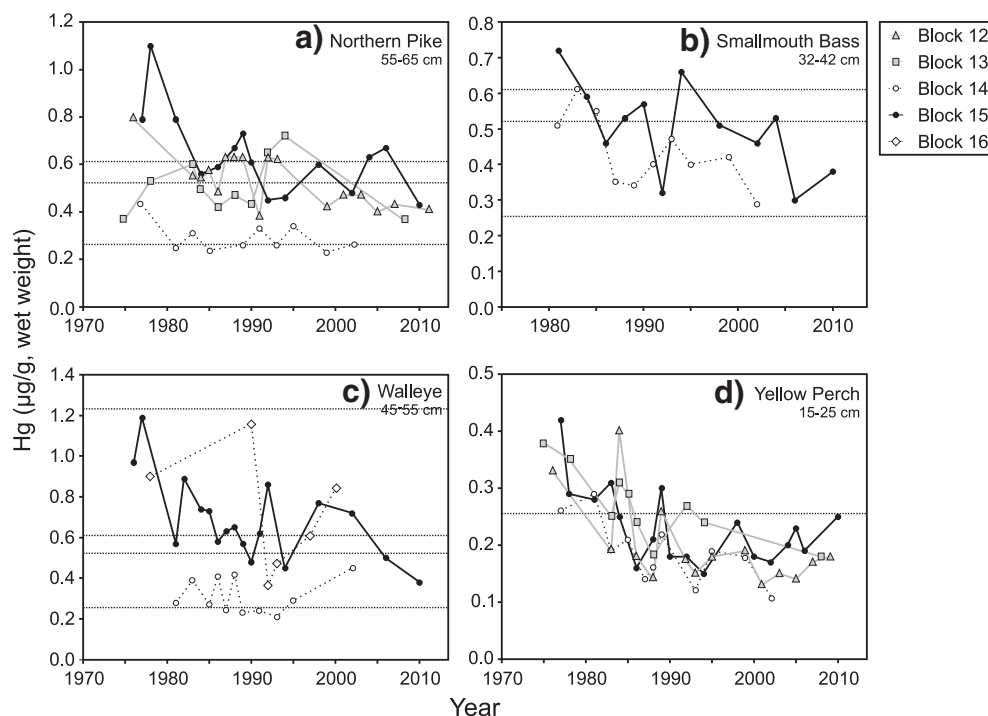 Hg (µg/g, wet weight)
a) Northern Pike
55-65 cm
1.2
1.0
0.8
0.6
0.4
0.2
0.0
1970 1980 1990 2000 2010
b) Smallmouth Bass
32-42 cm
0.8
0.7
0.6
0.5
0.4
0.3
0.2
0.1
0.0
1980 1990 2000 2010
Block 12
Block 13
Block 14
Block 15
Block 16
c) Walleye
45-55 cm
1.4
1.2
1.0
0.8
0.6
0.4
0.2
0.0
1970 1980 1990 2000 2010
d) Yellow Perch
15-25 cm
0.5
0.4
0.3
0.2
0.1
0.0
1970 1980 1990 2000 2010
Year